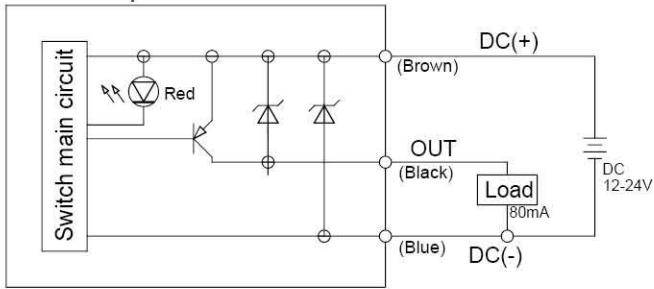 Switch main circuit
Red
(Brown)
DC(+)
OUT
(Black)
Load
80mA
DC
12-24V
(Blue)
DC(-)